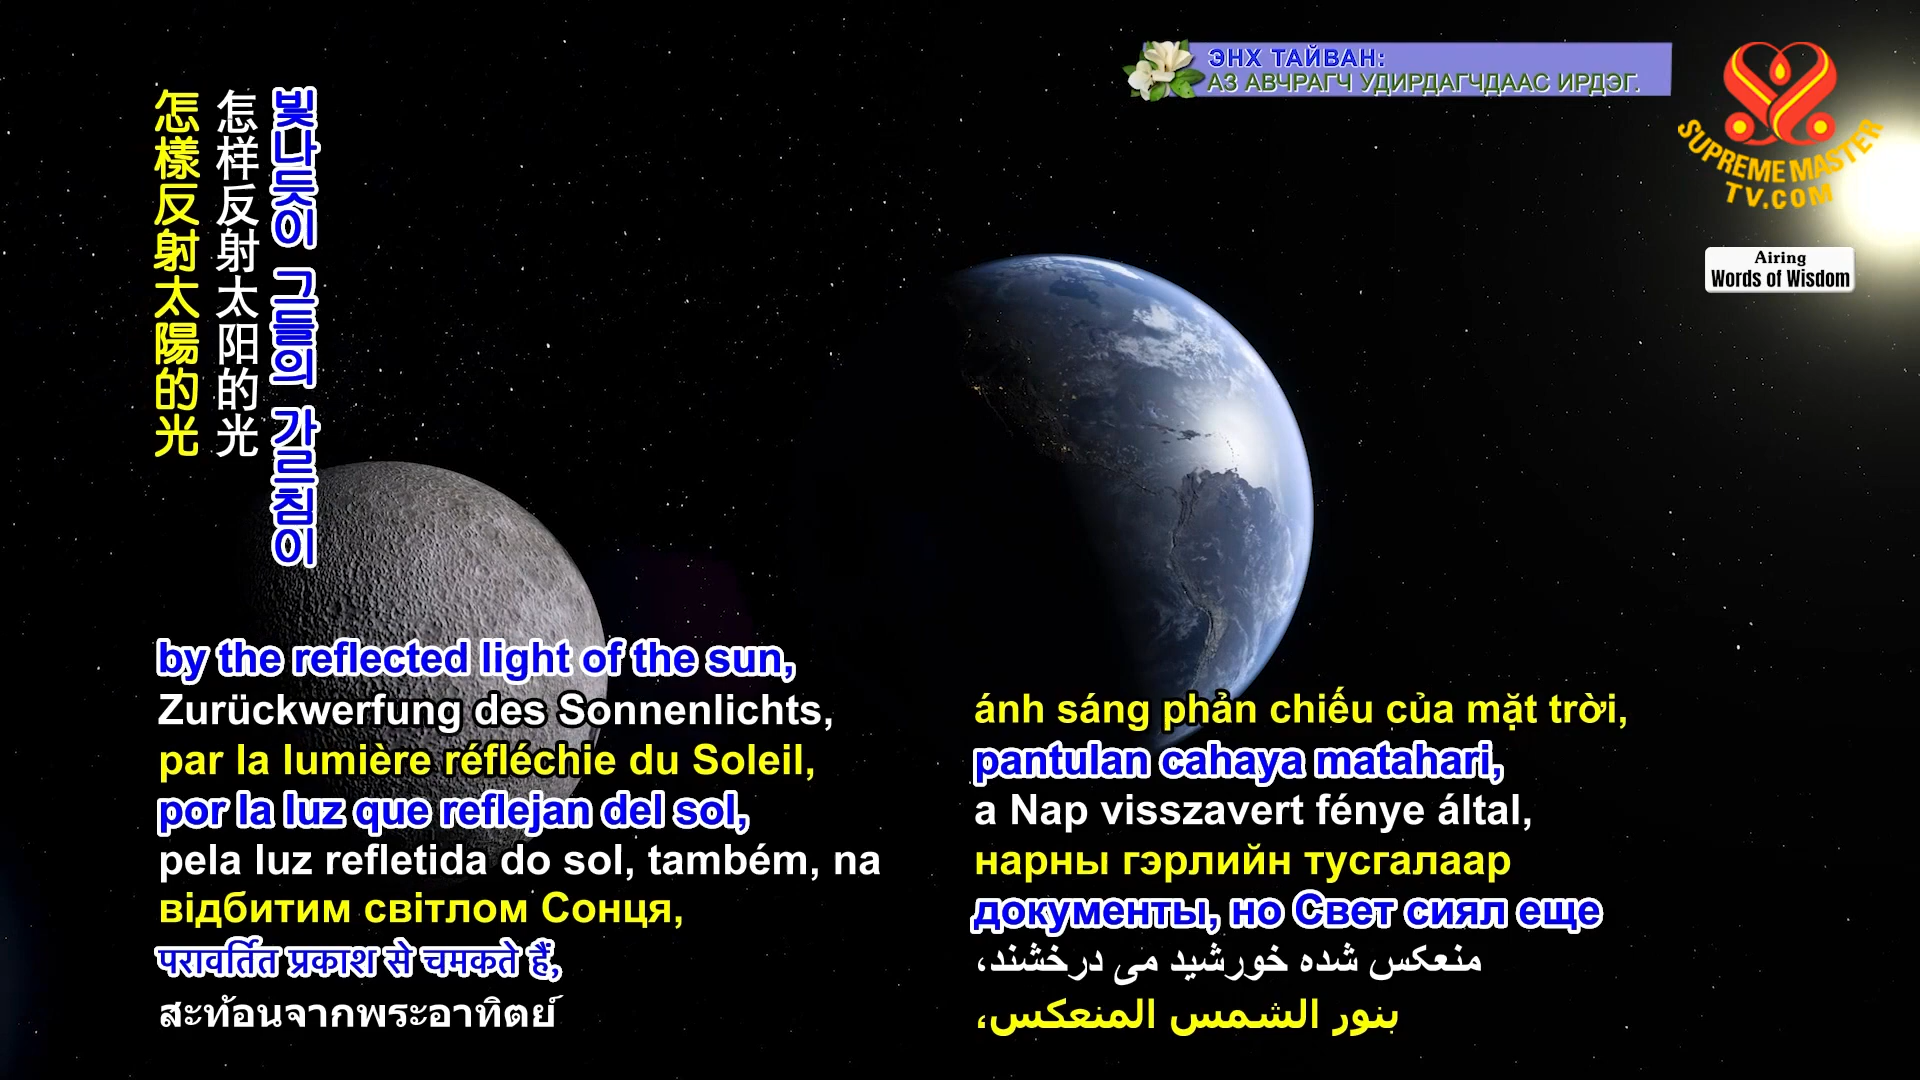 ЭНХ ТАЙВАН:
АЗ АВЧРАГЧ УДИРДАГЧДААС ИРДЭГ.
SUPREME MASTER
TV.COM
Airing
Words of Wisdom
빛나듯이 그들의 가르침이
怎样反射太阳的光
怎樣反射太陽的光
by the reflected light of the sun,
Zurückwerfung des Sonnenlichts,
par la lumière réfléchie du Soleil,
por la luz que reflejan del sol,
pela luz refletida do sol, também, na
відбитим світлом Сонця,
परावर्तित प्रकाश से चमकते हैं,
สะท้อนจากพระอาทิตย์
ánh sáng phản chiếu của mặt trời,
pantulan cahaya matahari,
a Nap visszavert fénye által,
нарны гэрлийн тусгалаар
документы, но Свет сиял еще
منعکس شده خورشید می درخشند،
بنور الشمس المنعكس،